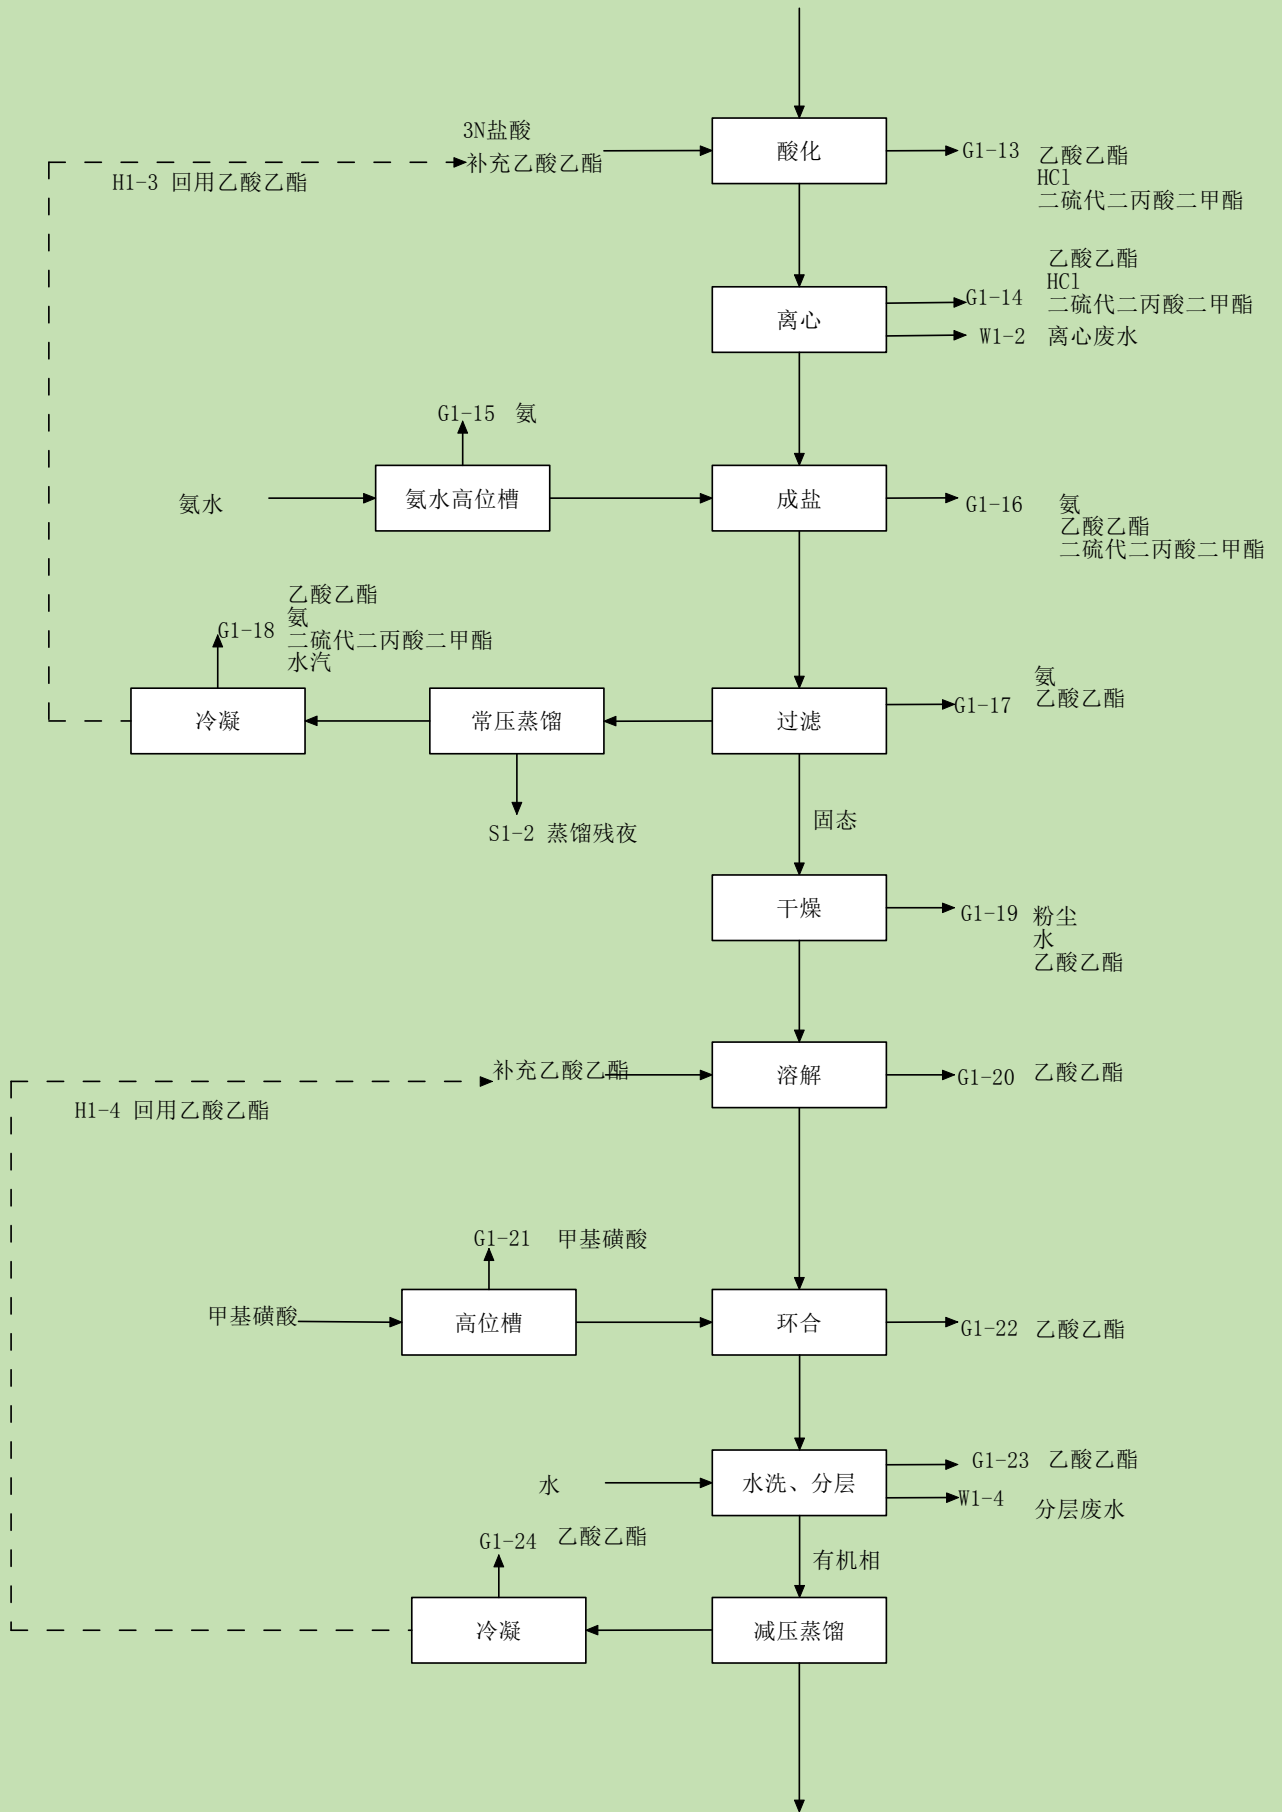 3N盐酸
补充乙酸乙酯
H1-3 回用乙酸乙酯
酸化
G1-13 乙酸乙酯
HCl
二硫代二丙酸二甲酯
离心
乙酸乙酯
HCl
G1-14 二硫代二丙酸二甲酯
W1-2 离心废水
G1-15 氨
氨水
氨水高位槽
成盐
G1-16 氨
乙酸乙酯
二硫代二丙酸二甲酯
乙酸乙酯
氨
G1-18 二硫代二丙酸二甲酯
水汽
冷凝
常压蒸馏
过滤
氨
G1-17 乙酸乙酯
S1-2 蒸馏残夜
固态
干燥
G1-19 粉尘
水
乙酸乙酯
补充乙酸乙酯
H1-4 回用乙酸乙酯
溶解
G1-20 乙酸乙酯
G1-21 甲基磺酸
甲基磺酸
高位槽
环合
G1-22 乙酸乙酯
水
水洗、分层
G1-23 乙酸乙酯
W1-4 分层废水
G1-24 乙酸乙酯
有机相
冷凝
减压蒸馏